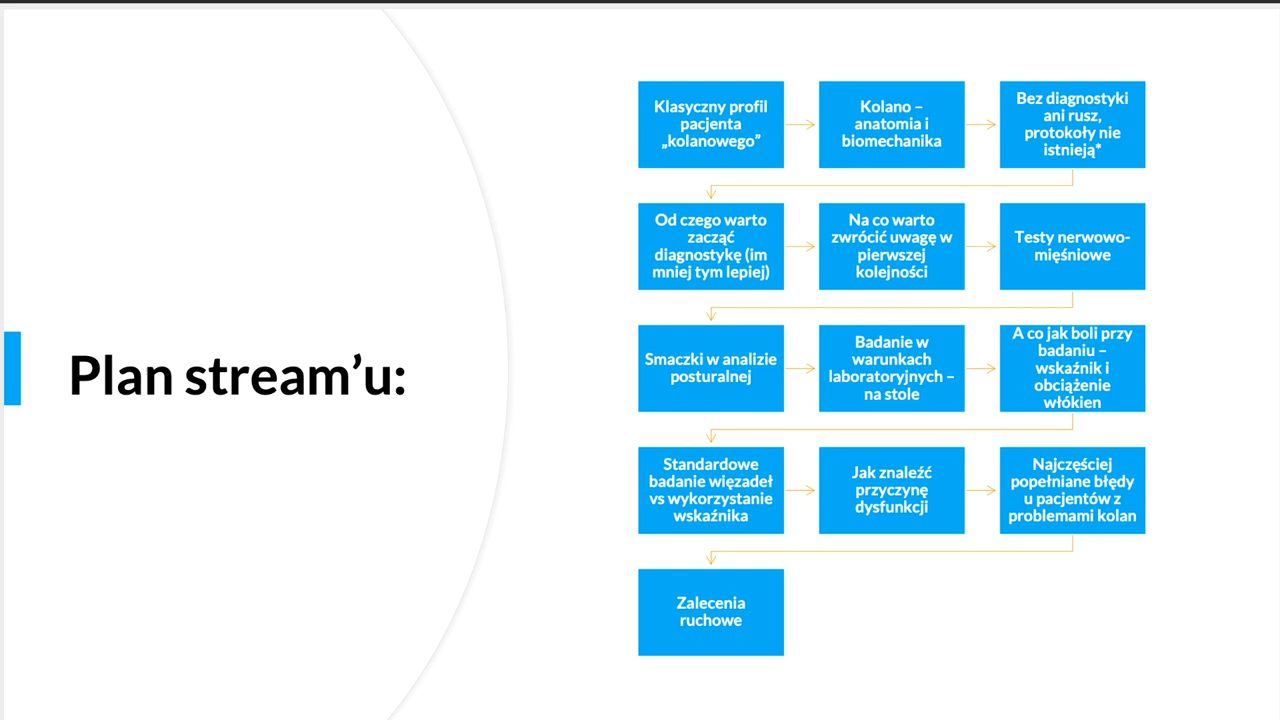 Plan stream’u:
Klasyczny profil
pacjenta
„kolanowego”
Kolano –
anatomia i
biomechanika
Bez diagnostyki
ani rusz,
protokoły nie
istnieją*
Od czego warto
zacząć
diagnostykę (im
mniej tym lepiej)
Na co warto
zwrócić uwagę w
pierwszej
kolejności
Testy nerwowo-
mięśniowe
Smaczki w analizie
posturalnej
Badanie w
warunkach
laboratoryjnych –
na stole
A co jak boli przy
badaniu –
wskaźnik i
obciążenie
włókien
Standardowe
badanie więzadeł
vs wykorzystanie
wskaźnika
Jak znaleźć
przyczynę
dysfunkcji
Najczęściej
popełniane błędy
u pacjentów z
problemami kolan
Zalecenia
ruchowe